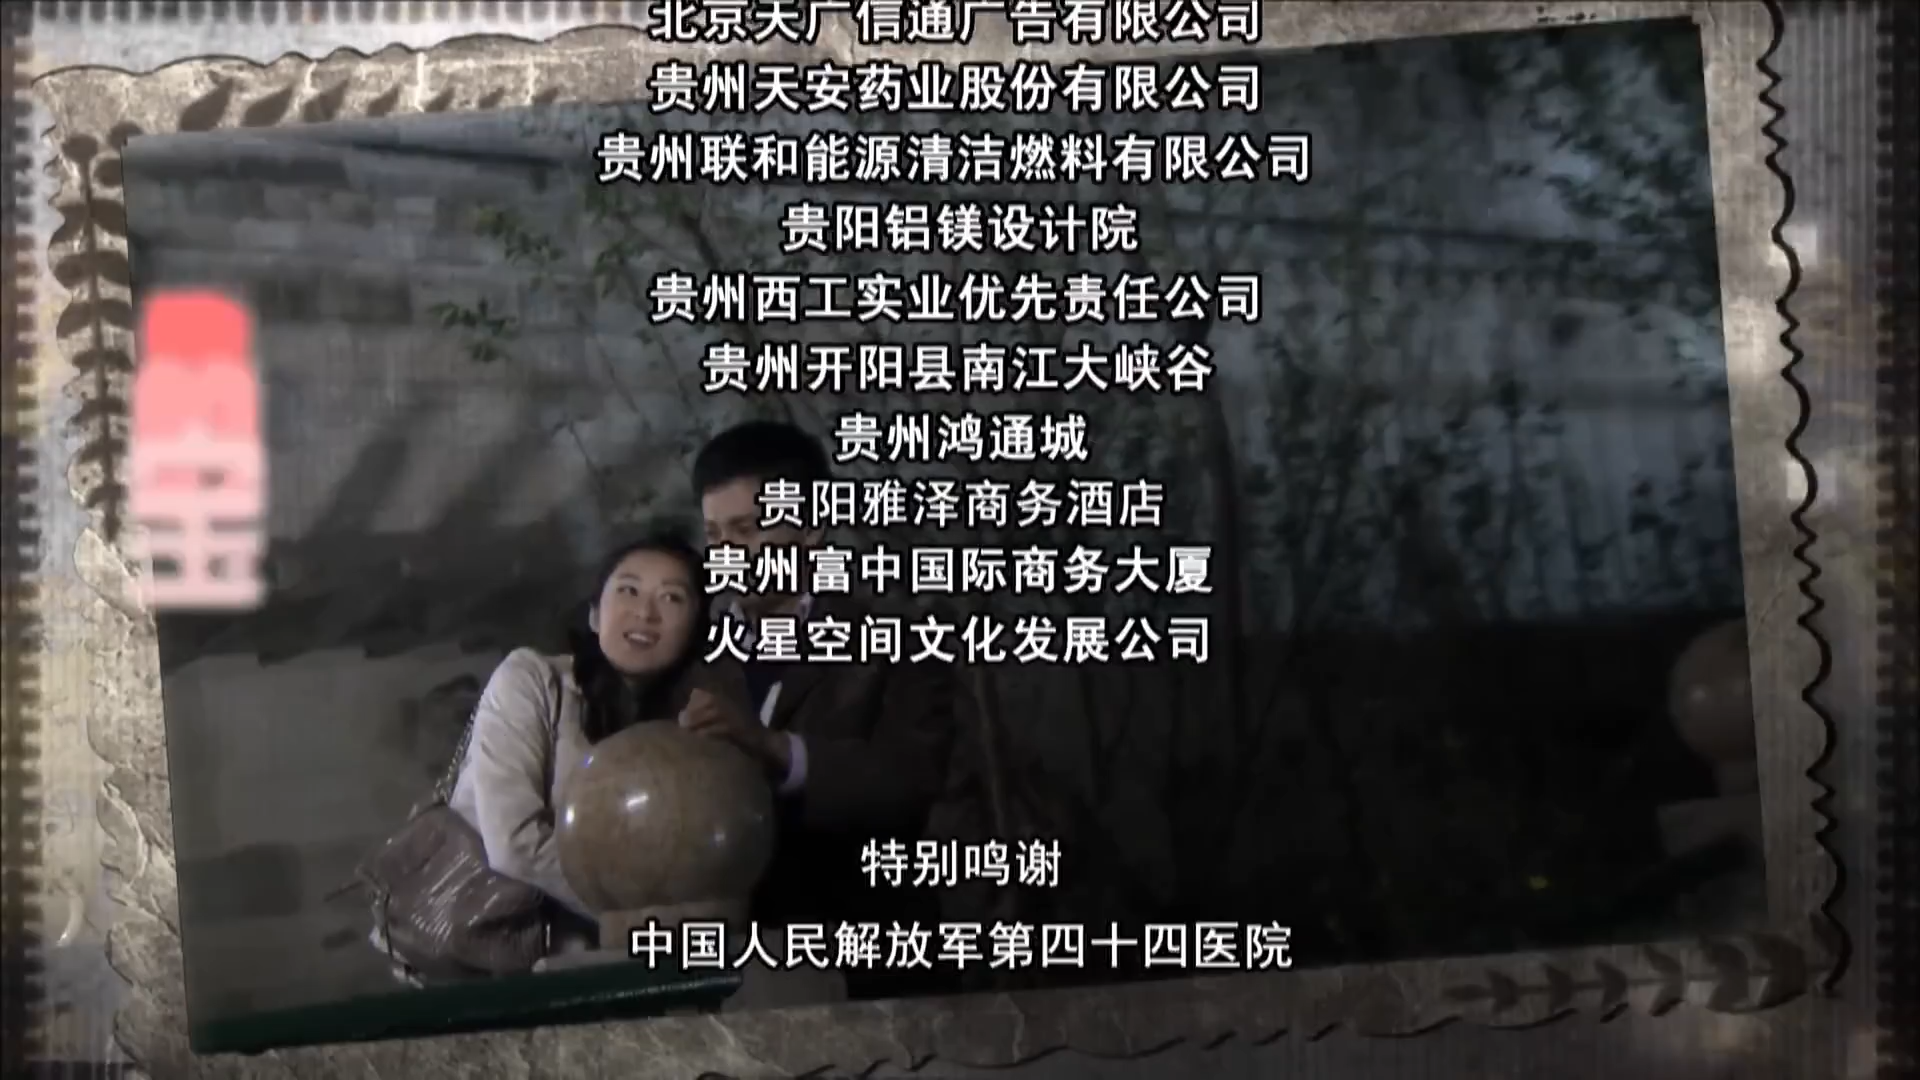 北京天广信通广告有限公司
贵州天安药业股份有限公司
贵州联和能源清洁燃料有限公司
贵阳铝镁设计院
贵州西工实业优先责任公司
贵州开阳县南江大峡谷
贵州鸿通城
贵阳雅泽商务酒店
贵州富中国际商务大厦
火星空间文化发展公司
特别鸣谢
中国人民解放军第四十四医院